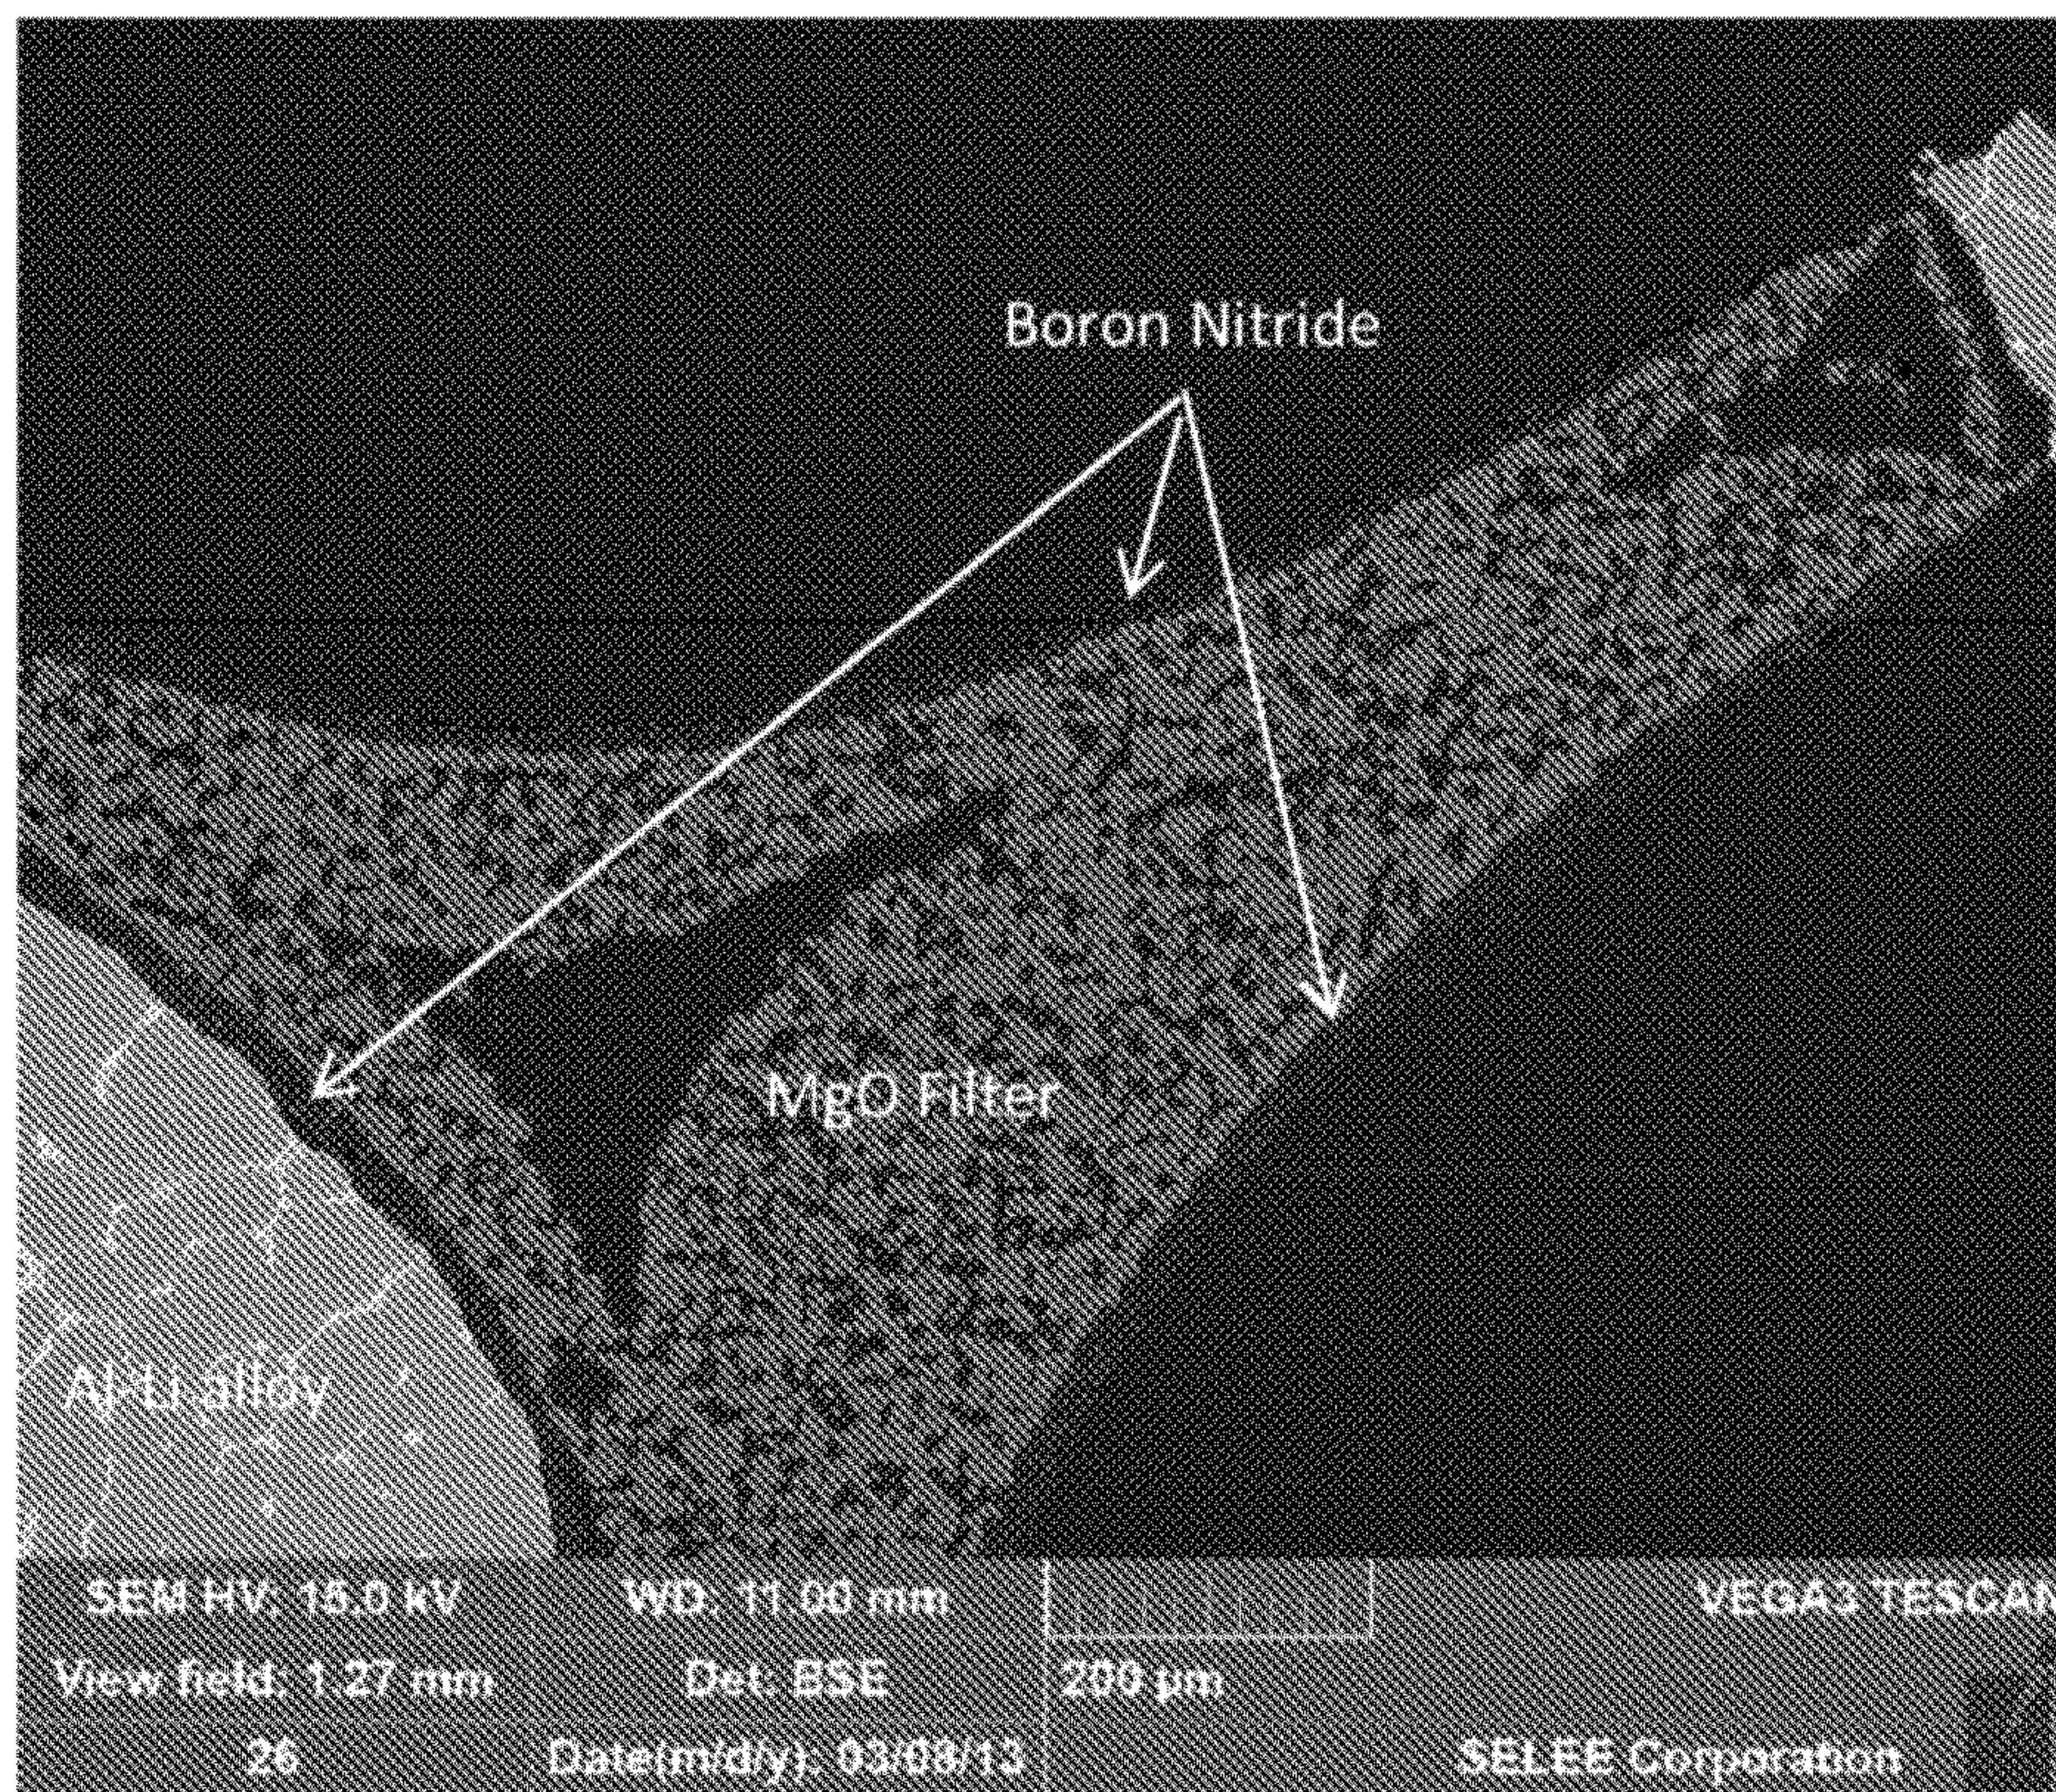 Boron Nitride
MgO Filter
Al-Li alloy
SEM HV: 15.0 kV
WD: 11.00 mm
VEGA3 TESCAN
View field: 1.27 mm
Det: BSE
200 µm
26
Date(m/d/y): 03/09/13
SELEE Corporation